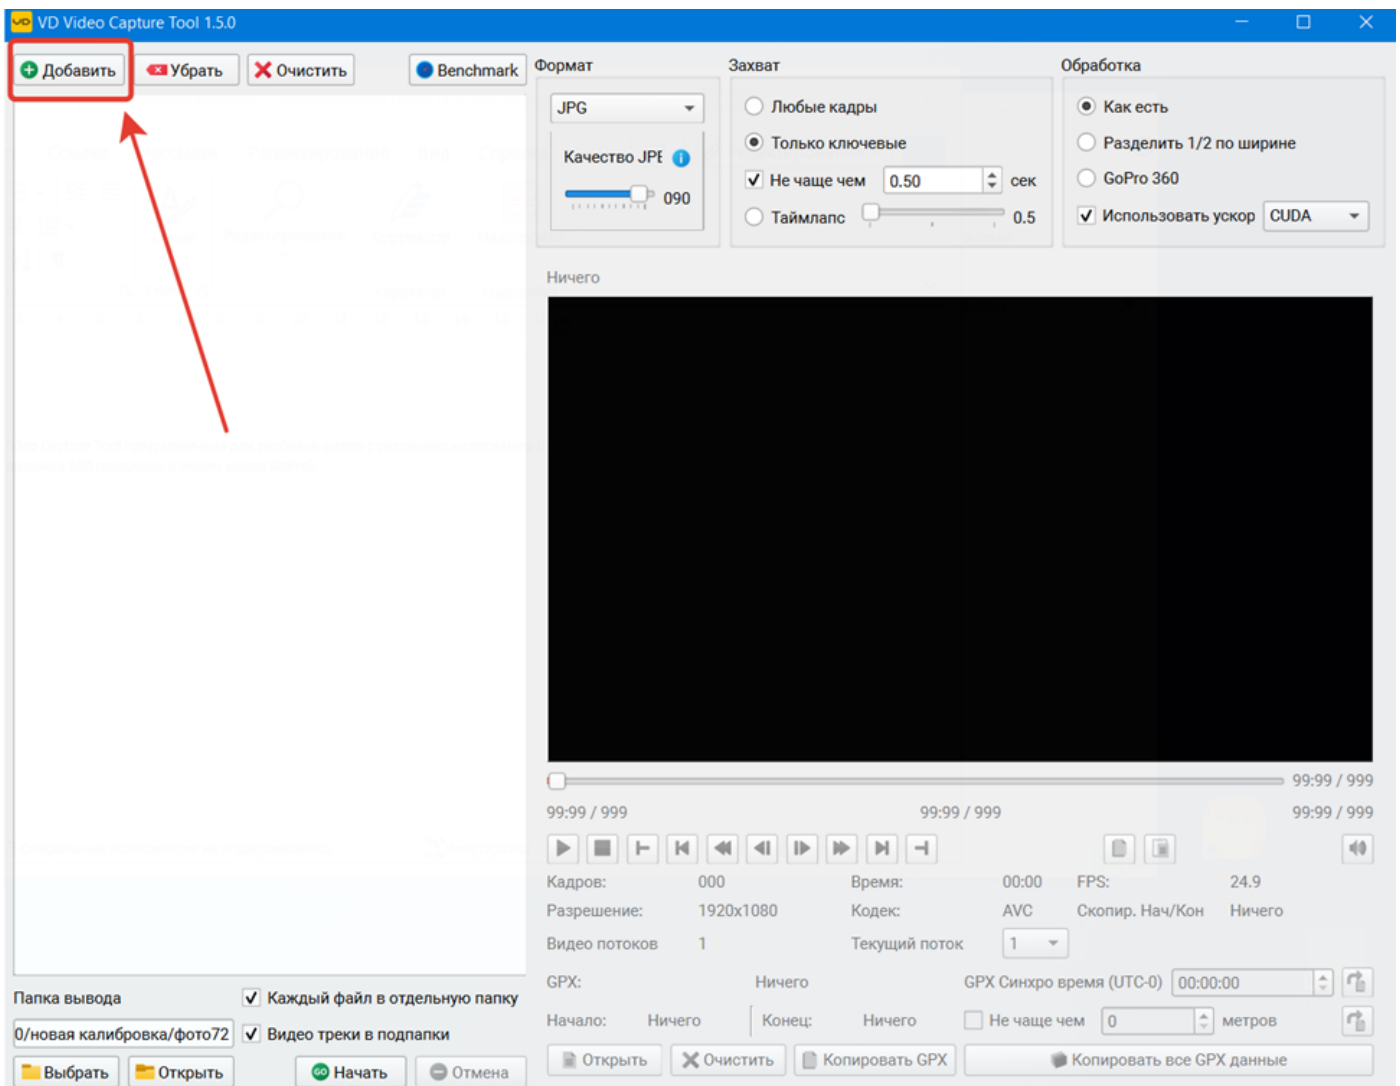 VD VD Video Capture Tool 1.5.0
Добавить Убрать Очистить Benchmark
Формат Захват Обработка
JPG
Качество JPE
090
Любые кадры
Только ключевые
Не чаще чем 0.50 сек
Таймлапс 0.5
Как есть
Разделить 1/2 по ширине
GoPro 360
Использовать ускор CUDA
Ничего
99:99 / 999
99:99 / 999 99:99 / 999 99:99 / 999
Кадров: 000 Время: 00:00 FPS: 24.9
Разрешение: 1920x1080 Кодек: AVC Скопир. Нач/Кон Ничего
Видео потоков 1 Текущий поток 1
GPX: Ничего GPX Синхро время (UTC-0) 00:00:00
Начало: Ничего Конец: Ничего Не чаще чем 0 метров
Открыть Очистить Копировать GPX Копировать все GPX данные
Папка вывода Каждый файл в отдельную папку
0/новая калибровка/фото72 Видео треки в подпапки
Выбрать Открыть GO Начать Отмена